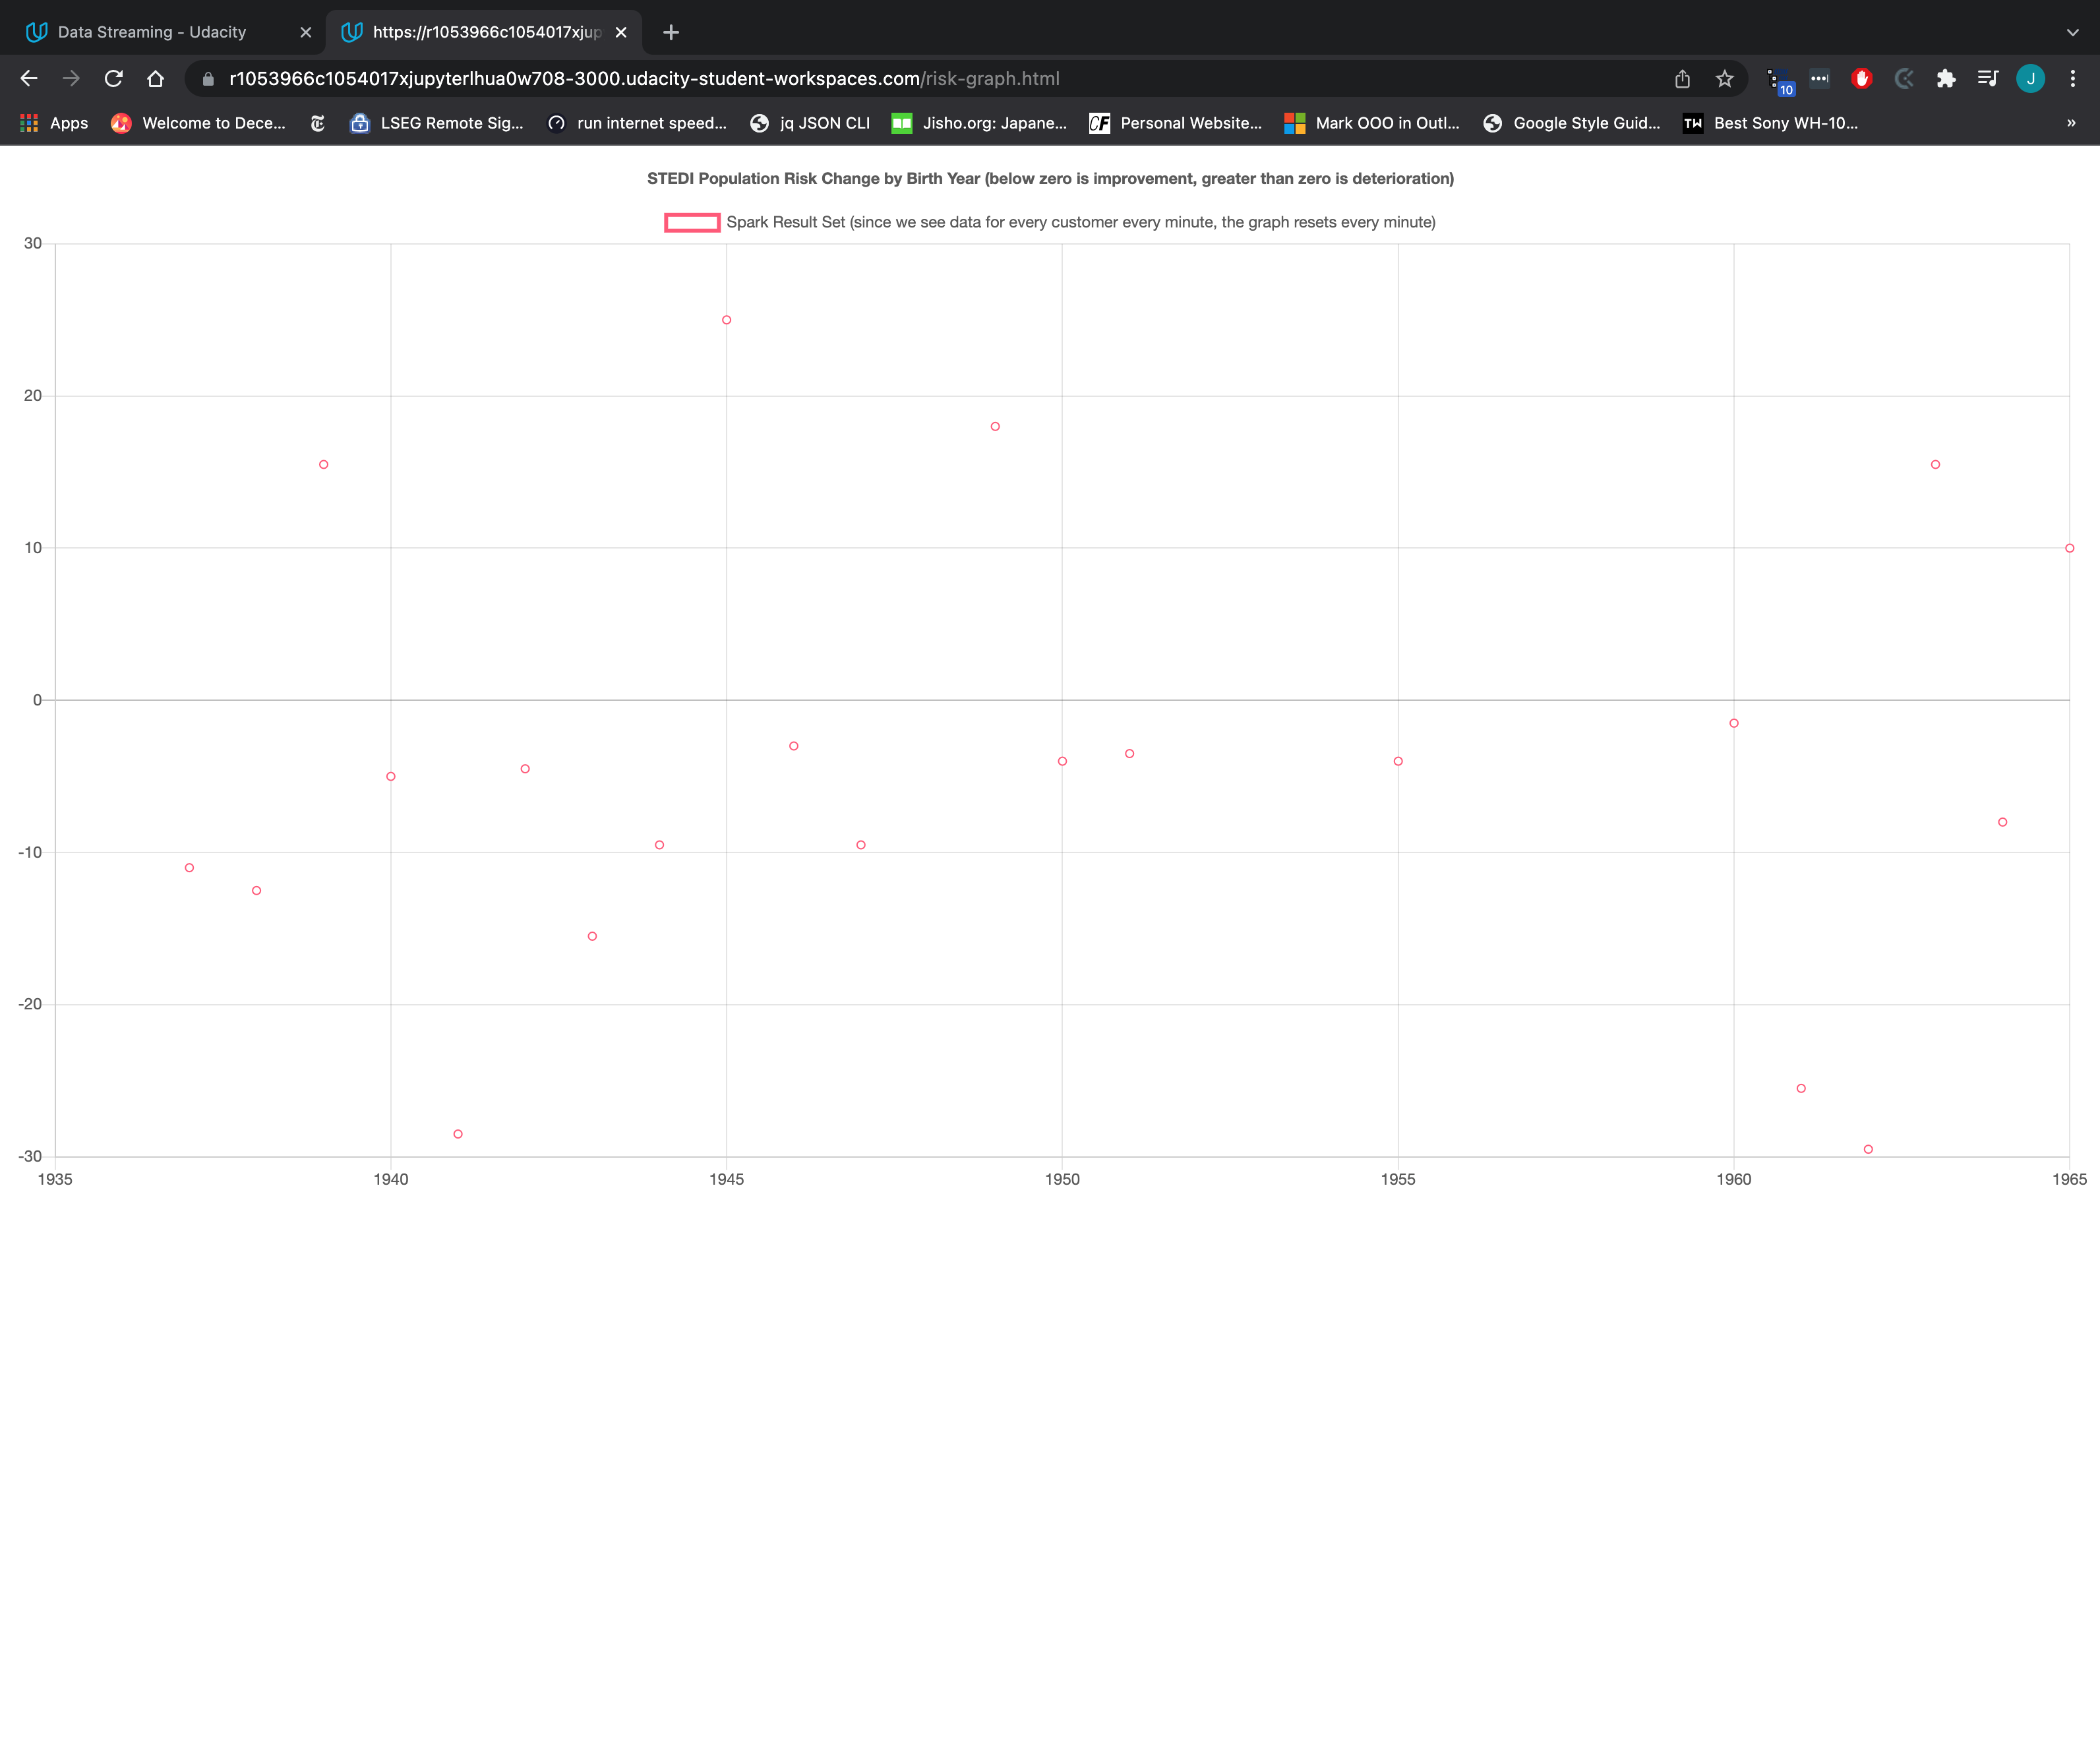 Data Streaming - Udacity
https://r1053966c1054017xjup
r1053966c1054017xjupyterlhua0w708-3000.udacity-student-workspaces.com/risk-graph.html
10
J
Apps
Welcome to Dece...
LSEG Remote Sig...
run internet speed...
jq JSON CLI
Jisho.org: Japane...
CF
Personal Website...
Mark OOO in Outl...
Google Style Guid...
TW
Best Sony WH-10...
»
STEDI Population Risk Change by Birth Year (below zero is improvement, greater than zero is deterioration)
Spark Result Set (since we see data for every customer every minute, the graph resets every minute)
30
20
10
0
-10
-20
-30
1935
1940
1945
1950
1955
1960
1965